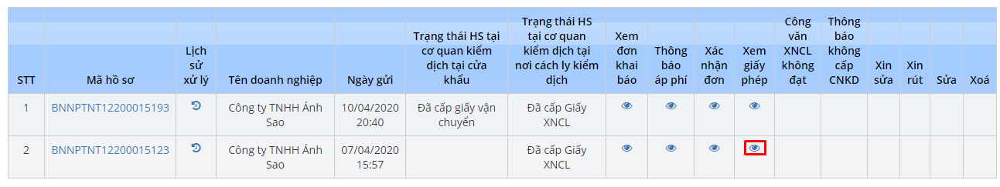 STT
Mã hồ sơ
Lịch
sử
xử lý
Tên doanh nghiệp
Ngày gửi
Trạng thái HS tại
cơ quan kiểm
dịch tại cửa
khẩu
Trạng thái HS
tại cơ quan
kiểm dịch tại
nơi cách ly kiểm
dịch
Xem
đơn
khai
báo
Thông
báo
áp phí
Xác
nhận
đơn
Xem
giấy
phép
Công
văn
XNCL
không
đạt
Thông
báo
không
cấp
CNKD
Xin
sửa
Xin
rút
Sửa
Xoá
1
BNNPTNT12200015193
Công ty TNHH Ánh
Sao
10/04/2020
20:40
Đã cấp giấy vận
chuyển
Đã cấp Giấy
XNCL
2
BNNPTNT12200015123
Công ty TNHH Ánh
Sao
07/04/2020
15:57
Đã cấp Giấy
XNCL